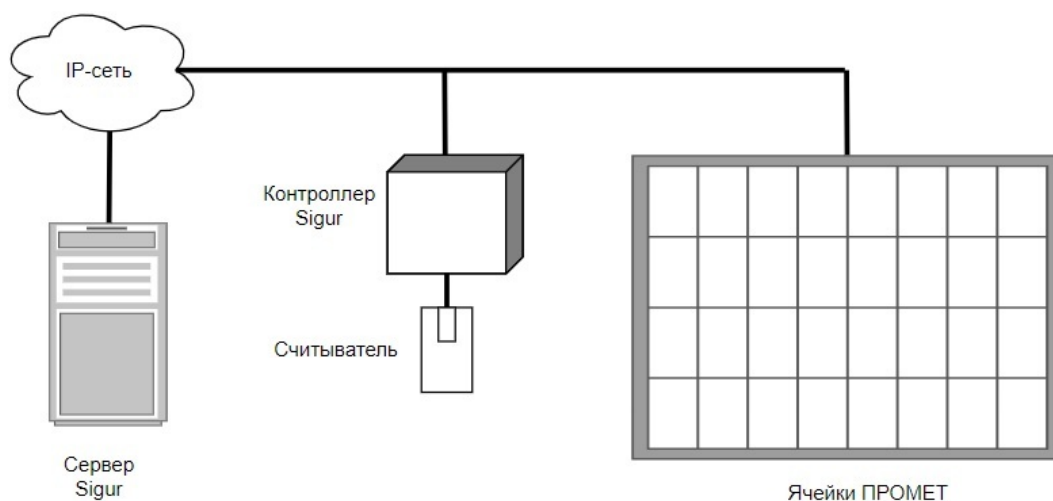 IP-сеть
Контроллер
Sigur
Считыватель
Сервер
Sigur
Ячейки ПРОМЕТ